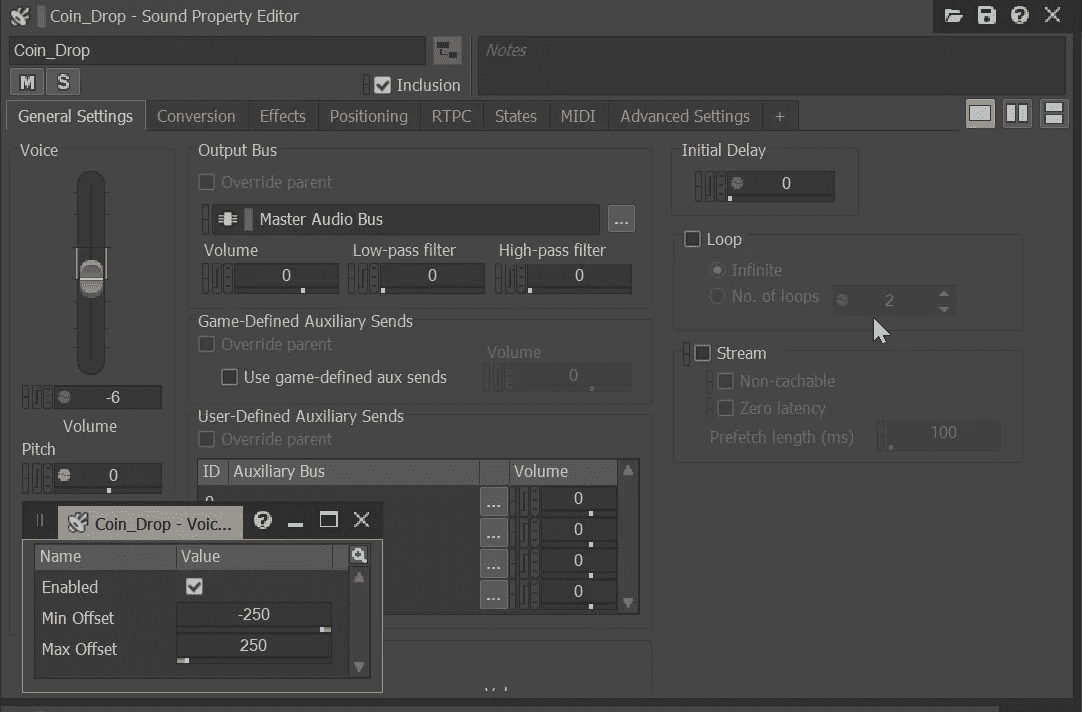 Coin_Drop - Sound Property Editor
Coin_Drop
Notes
M S
Inclusion
General Settings Conversion Effects Positioning RTPC States MIDI Advanced Settings +
Voice
-6
Volume
Pitch
0
Output Bus
Override parent
Master Audio Bus ...
Volume Low-pass filter High-pass filter
0 0 0
Game-Defined Auxiliary Sends
Override parent
Volume
Use game-defined aux sends 0
User-Defined Auxiliary Sends
Override parent
ID Auxiliary Bus Volume
0 ... 0
... 0
... 0
... 0
Initial Delay
0
Loop
Infinite
No. of loops 2
Stream
Non-cachable
Zero latency
Prefetch length (ms) 100
Coin_Drop - Voic...
Name Value
Enabled
Min Offset -250
Max Offset 250